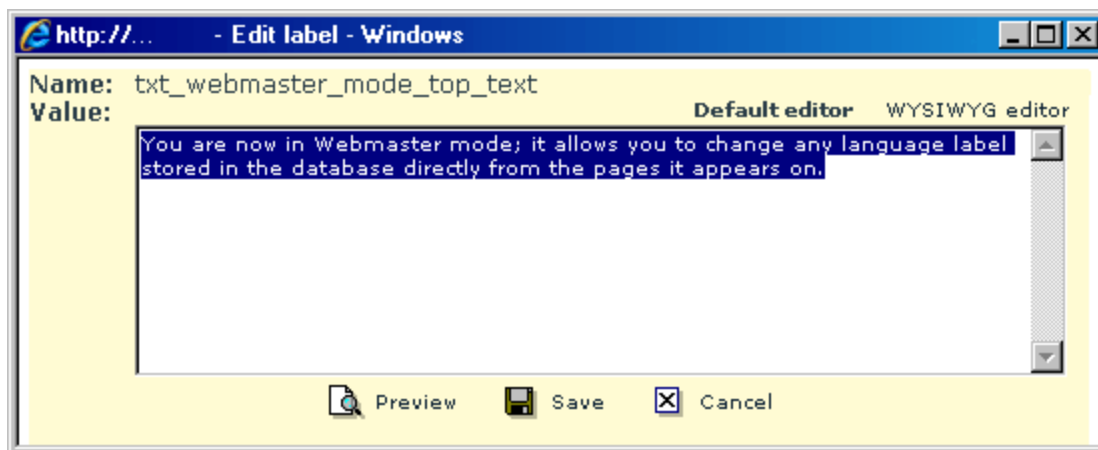 http://... - Edit label - Windows
Name: txt_webmaster_mode_top_text
Value:
Default editor WYSIWYG editor
You are now in Webmaster mode; it allows you to change any language label
stored in the database directly from the pages it appears on.
Preview Save Cancel